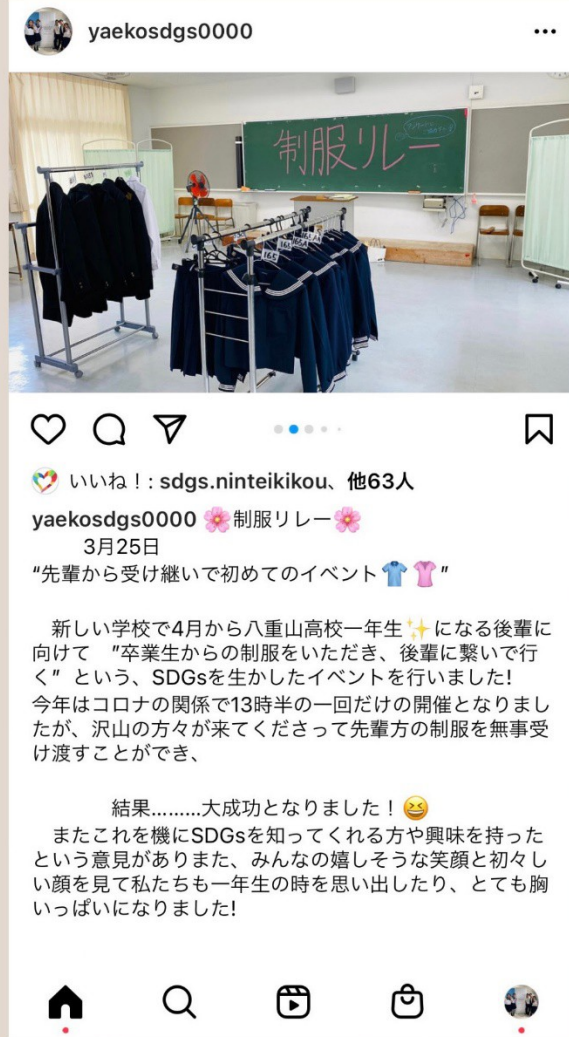 yaekosdgs0000
制服リレー
165
165A
いいね！: sdgs.ninteikikou、他63人
yaekosdgs0000 🌸制服リレー🌸
3月25日
“先輩から受け継いで初めてのイベント👕👚”
新しい学校で4月から八重山高校一年生✨になる後輩に
向けて　”卒業生からの制服をいただき、後輩に繋いで行
く” という、SDGsを生かしたイベントを行いました!
今年はコロナの関係で13時半の一回だけの開催となりまし
たが、沢山の方々が来てくださって先輩方の制服を無事受
け渡すことができ、
結果………大成功となりました！😆
またこれを機にSDGsを知ってくれる方や興味を持った
という意見がありまた、みんなの嬉しそうな笑顔と初々し
い顔を見て私たちも一年生の時を思い出したり、とても胸
いっぱいになりました!